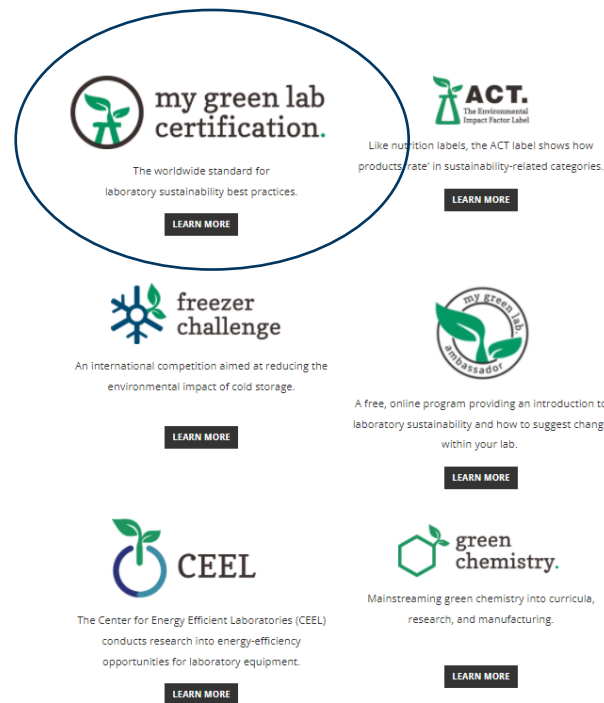 my green lab
certification.
The worldwide standard for
laboratory sustainability best practices.
LEARN MORE
ACT.
The Environmental
Impact Factor Label
Like nutrition labels, the ACT label shows how
products 'rate' in sustainability-related categories.
LEARN MORE
freezer
challenge
An international competition aimed at reducing the
environmental impact of cold storage.
LEARN MORE
my green lab.
ambassador
A free, online program providing an introduction to
laboratory sustainability and how to suggest chang
within your lab.
LEARN MORE
CEEL
The Center for Energy Efficient Laboratories (CEEL)
conducts research into energy-efficiency
opportunities for laboratory equipment.
LEARN MORE
green
chemistry.
Mainstreaming green chemistry into curricula,
research, and manufacturing.
LEARN MORE